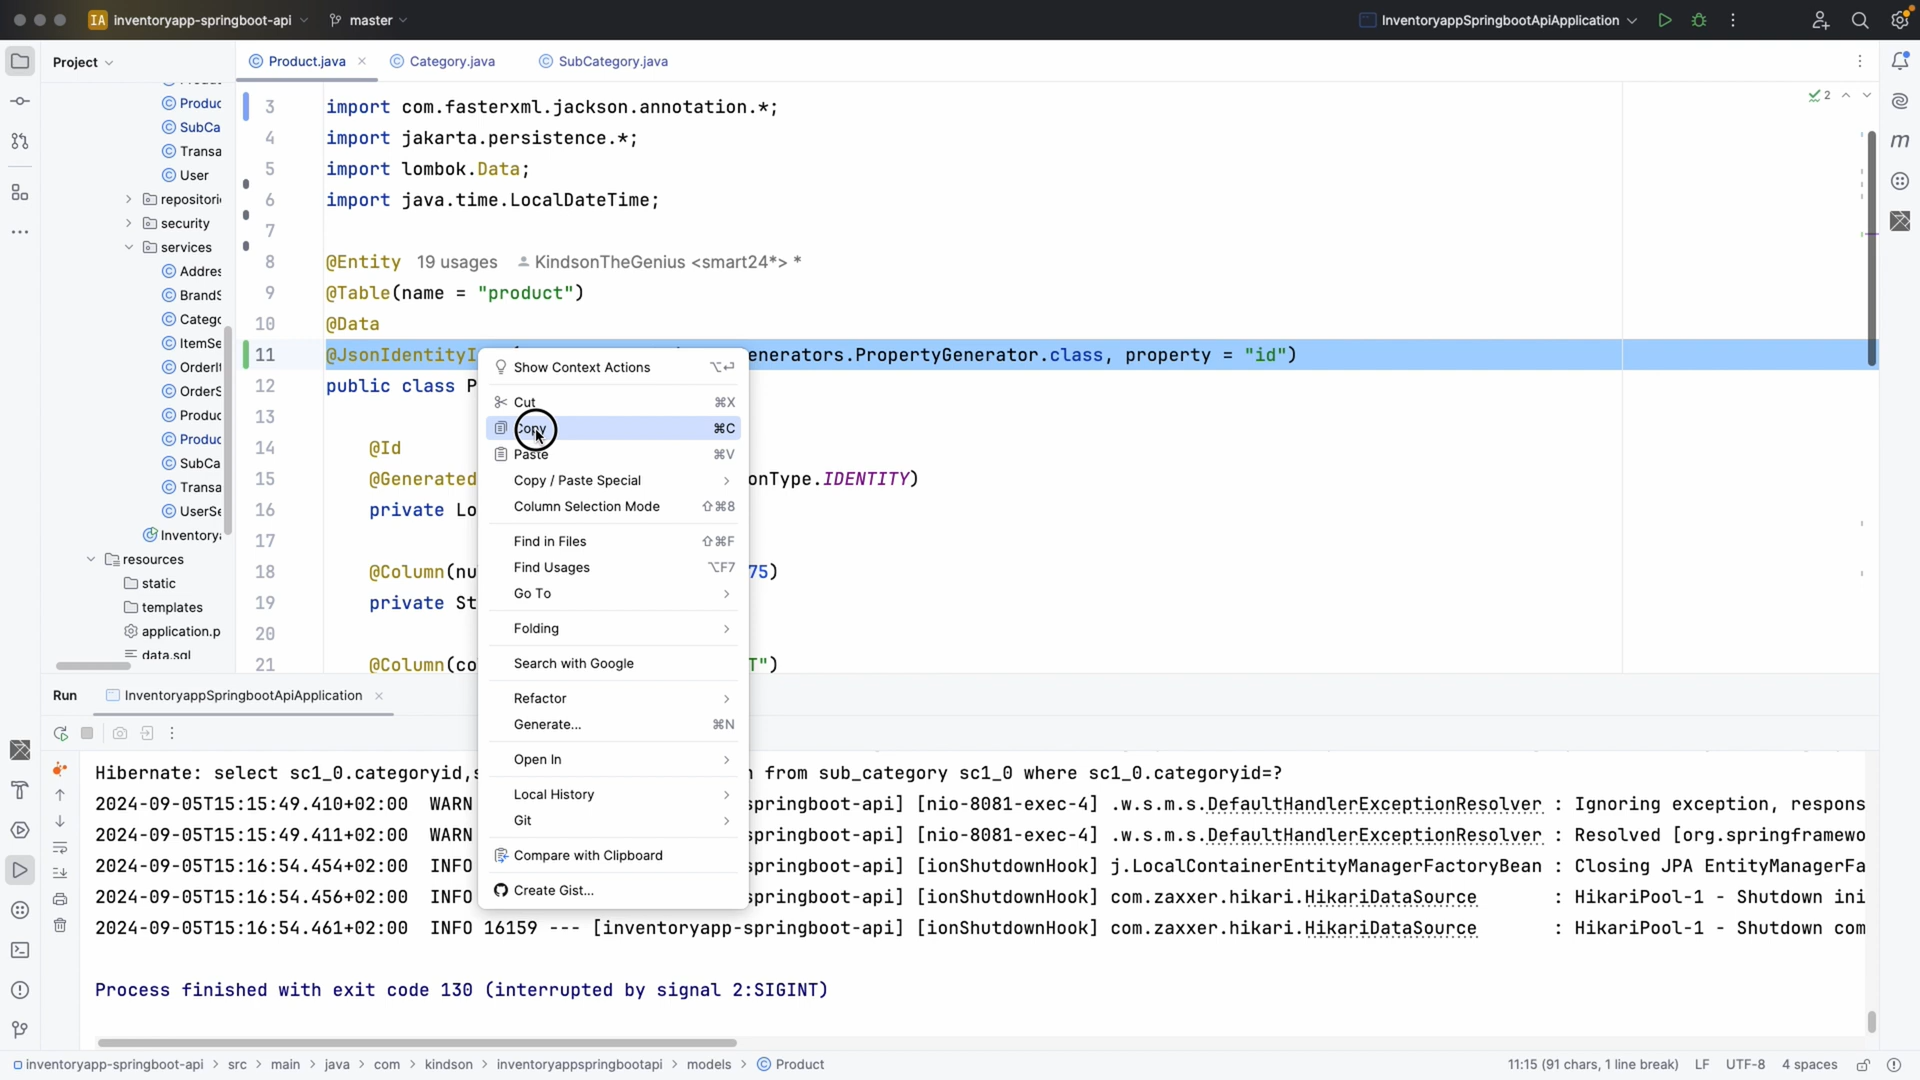 IA inventoryapp-springboot-api master InventoryappSpringbootApiApplication
Project
Product.java Category.java SubCategory.java
Produc
SubCa
Transa
User
repositori
security
services
Addres
BrandS
Catego
ItemSe
OrderIt
OrderS
Produc
Produc
SubCa
Transa
UserSe
Inventory
resources
static
templates
application.p
data.sql
3 import com.fasterxml.jackson.annotation.*;
4 import jakarta.persistence.*;
5 import lombok.Data;
6 import java.time.LocalDateTime;
7
8 @Entity 19 usages KindsonTheGenius <smart24*> *
9 @Table(name = "product")
10 @Data
11 @JsonIdentityI enerators.PropertyGenerator.class, property = "id")
12 public class P
13
14 @Id
15 @Generated onType.IDENTITY)
16 private Lo
17
18 @Column(nu 75)
19 private St
20
21 @Column(co T")
2
Show Context Actions ⌥↩
Cut ⌘X
Copy ⌘C
Paste ⌘V
Copy / Paste Special
Column Selection Mode ⇧⌘8
Find in Files ⇧⌘F
Find Usages ⌥F7
Go To
Folding
Search with Google
Refactor
Generate... ⌘N
Open In
Local History
Git
Compare with Clipboard
Create Gist...
Run InventoryappSpringbootApiApplication
Hibernate: select sc1_0.categoryid,s n from sub_category sc1_0 where sc1_0.categoryid=?
2024-09-05T15:15:49.410+02:00 WARN springboot-api] [nio-8081-exec-4] .w.s.m.s.DefaultHandlerExceptionResolver : Ignoring exception, respons
2024-09-05T15:15:49.411+02:00 WARN springboot-api] [nio-8081-exec-4] .w.s.m.s.DefaultHandlerExceptionResolver : Resolved [org.springframewo
2024-09-05T15:16:54.454+02:00 INFO springboot-api] [ionShutdownHook] j.LocalContainerEntityManagerFactoryBean : Closing JPA EntityManagerFa
2024-09-05T15:16:54.456+02:00 INFO springboot-api] [ionShutdownHook] com.zaxxer.hikari.HikariDataSource : HikariPool-1 - Shutdown ini
2024-09-05T15:16:54.461+02:00 INFO 16159 --- [inventoryapp-springboot-api] [ionShutdownHook] com.zaxxer.hikari.HikariDataSource : HikariPool-1 - Shutdown com
Process finished with exit code 130 (interrupted by signal 2:SIGINT)
inventoryapp-springboot-api > src > main > java > com > kindson > inventoryappspringbootapi > models > Product 11:15 (91 chars, 1 line break) LF UTF-8 4 spaces